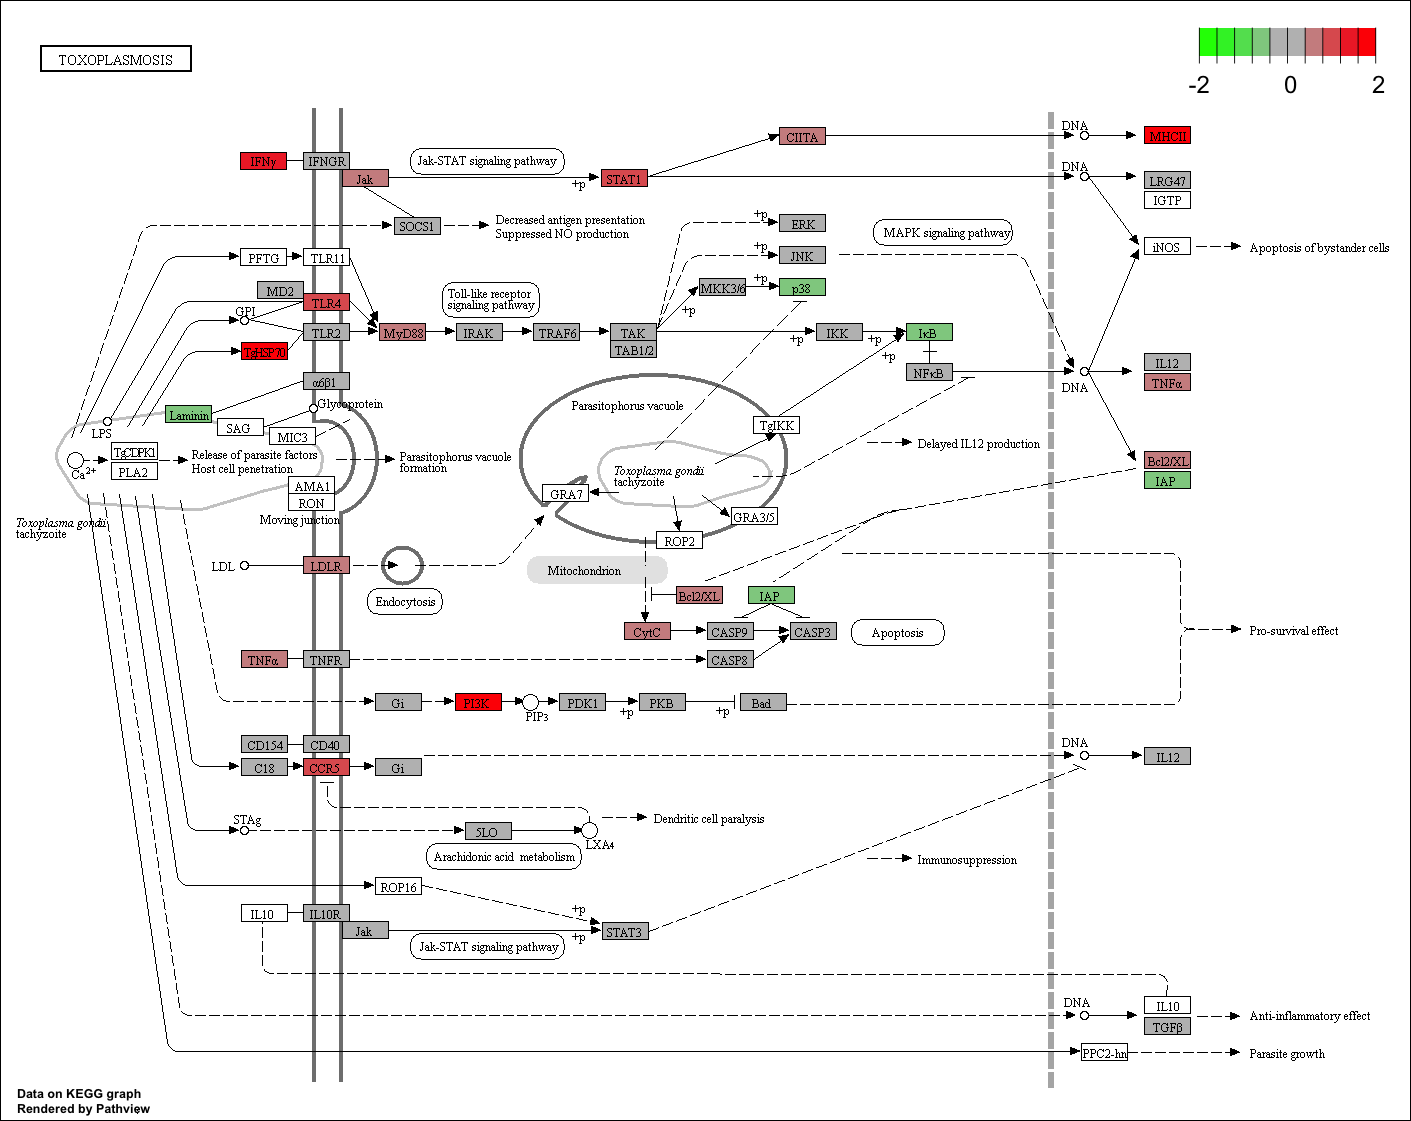 TOXOPLASMOSIS
-2 0 2
DNA
CIITA
MHCII
IFNγ
IFNGR
Jak-STAT signaling pathway
DNA
Jak
+p
STAT1
LRG47
IGTP
SOCS1
Decreased antigen presentation
Suppressed NO production
+p
ERK
MAPK signaling pathway
PFTG
TLR11
+p
JNK
iNOS
Apoptosis of bystander cells
MD2
TLR4
Toll-like receptor
signaling pathway
MKK3/6
+p
p38
+p
GPI
TLR2
MyD88
IRAK
TRAF6
TAK
TAB1/2
+p
IKK
+p
+p
IκB
TgHSP70
NFκB
DNA
IL12
TNFα
α6β1
Laminin
Glycoprotein
Parasitophorus vacuole
SAG
MIC3
LPS
TgIKK
Delayed IL12 production
Ca2+
TgCDPK1
PLA2
Release of parasite factors
Host cell penetration
Parasitophorus vacuole
formation
Toxoplasma gondii
tachyzoite
Bcl2/XL
IAP
AMA1
RON
Moving junction
GRA7
GRA3/5
ROP2
Toxoplasma gondii
tachyzoite
LDL
LDLR
Endocytosis
Mitochondrion
Bcl2/XL
IAP
CytC
CASP9
CASP3
Apoptosis
Pro-survival effect
TNFα
TNFR
CASP8
Gi
PI3K
PIP3
PDK1
+p
PKB
+p
Bad
CD154
CD40
C18
CCR5
Gi
DNA
IL12
STAg
5LO
LXA4
Dendritic cell paralysis
Arachidonic acid metabolism
Immunosuppression
ROP16
+p
IL10
IL10R
Jak
+p
STAT3
Jak-STAT signaling pathway
DNA
IL10
TGFβ
Anti-inflammatory effect
PPC2-hn
Parasite growth
Data on KEGG graph
Rendered by Pathview